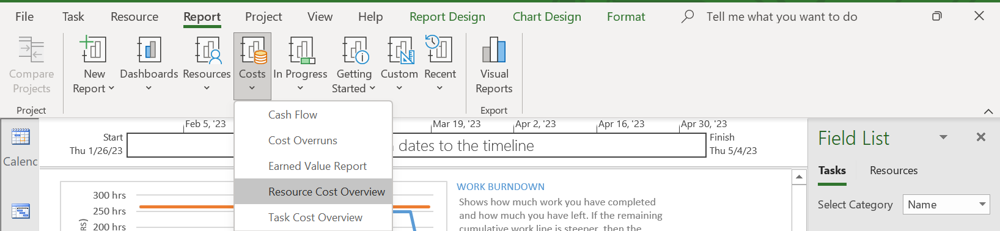 File Task Resource Report Project View Help Report Design Chart Design Format Tell me what you want to do
Compare Projects
New Report
Dashboards
Resources
Costs
In Progress
Getting Started
Custom
Recent
Visual Reports
Project
Export
Cash Flow
Cost Overruns
Earned Value Report
Resource Cost Overview
Task Cost Overview
Calenc
Feb 5, '23 Mar 19, '23 Apr 2, '23 Apr 16, '23 Apr 30, '23
Start
Thu 1/26/23
dates to the timeline
Finish
Thu 5/4/23
300 hrs
250 hrs
200 hrs
RS)
WORK BURNDOWN
Shows how much work you have completed
and how much you have left. If the remaining
cumulative work line is steeper, then the
Field List
Tasks Resources
Select Category Name